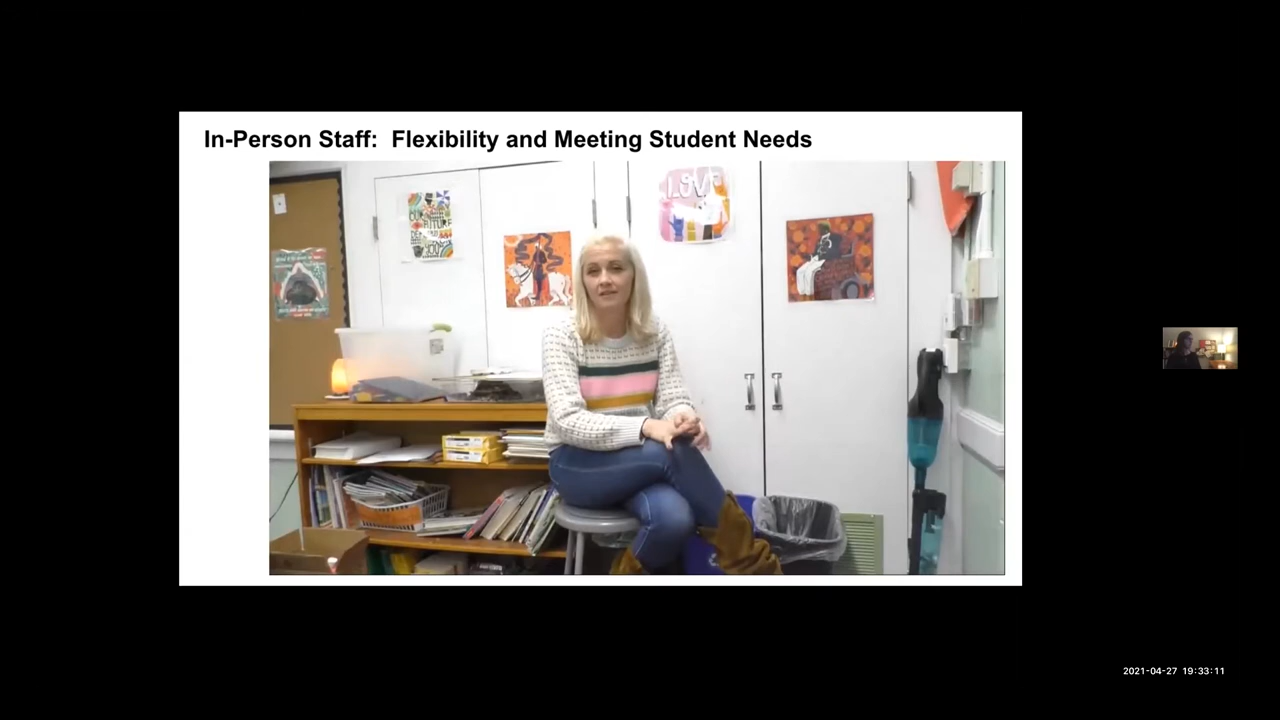 In-Person Staff:  Flexibility and Meeting Student Needs
LOVE
2021-04-27 19:33:11